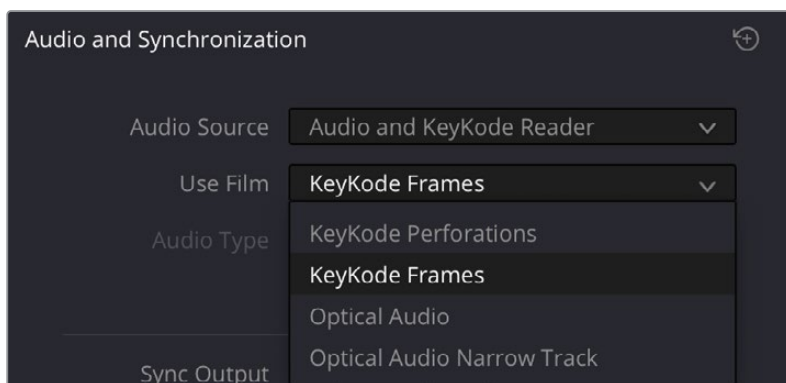 Audio and Synchronization
Audio Source Audio and KeyKode Reader
Use Film KeyKode Frames
Audio Type KeyKode Perforations
KeyKode Frames
Optical Audio
Optical Audio Narrow Track
Sync Output